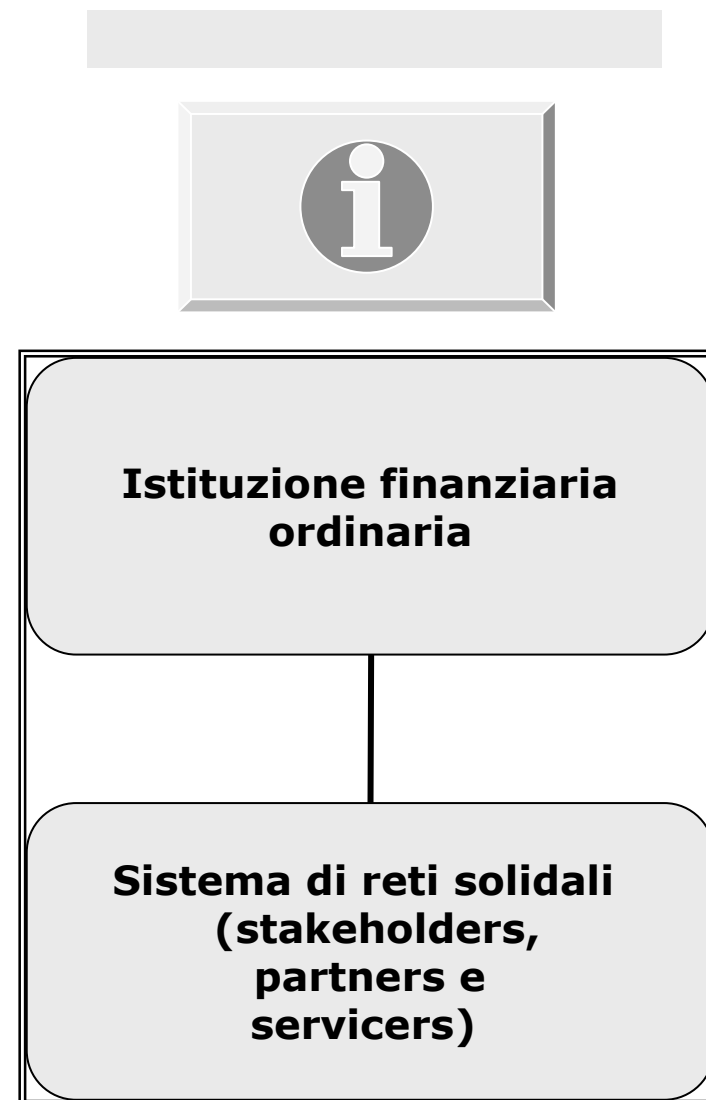 Istituzione finanziaria
ordinaria
Sistema di reti solidali
(stakeholders,
partners e
servicers)